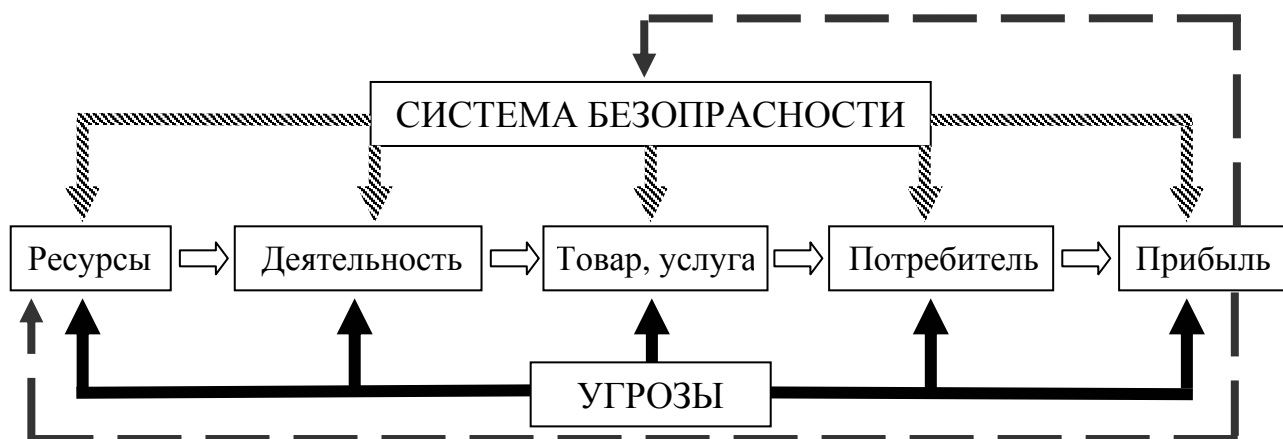 СИСТЕМА БЕЗОПРАСНОСТИ
Ресурсы
Деятельность
Товар, услуга
Потребитель
Прибыль
УГРОЗЫ